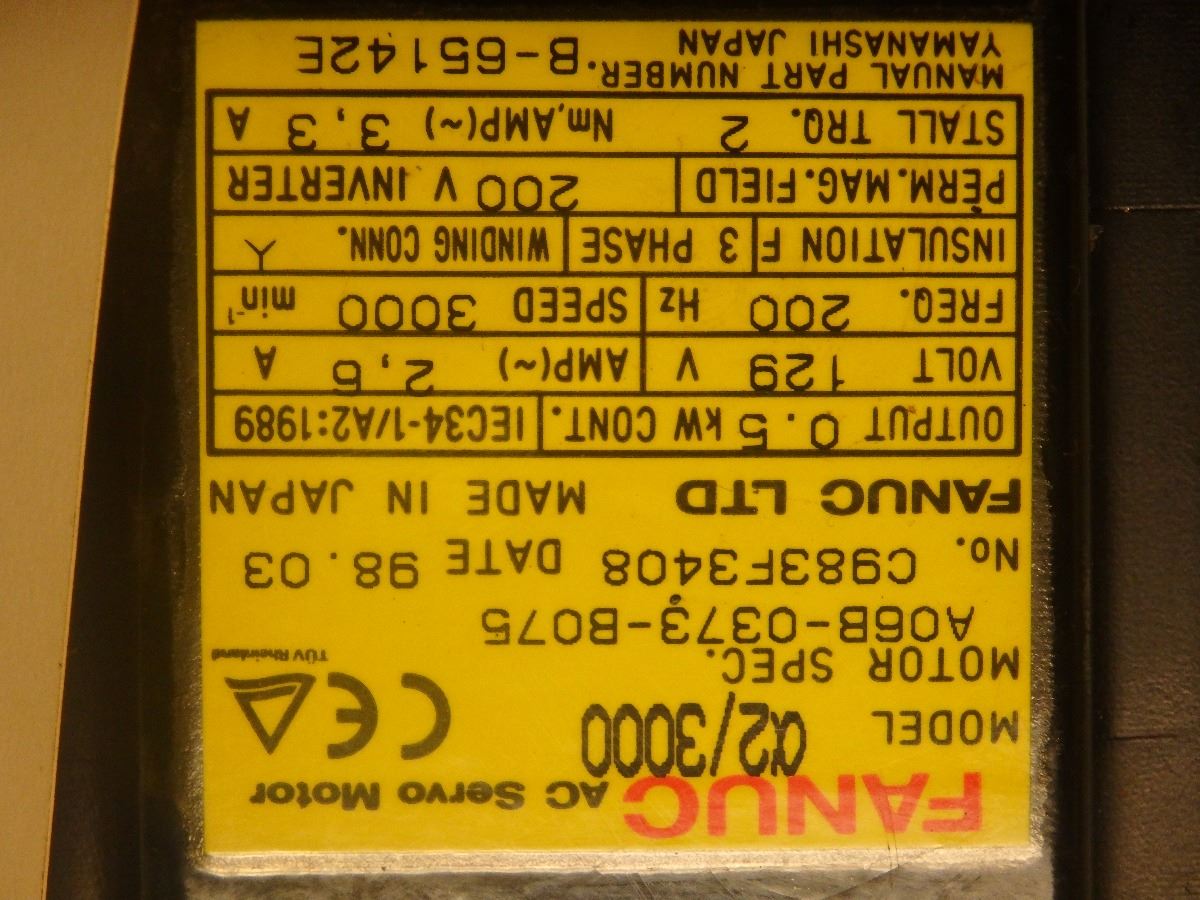 FANUC AC Servo Motor
MODEL α2/3000 CE
MOTOR SPEC. TÜV Rheinland
A06B-0373-B075
No. C983F3408 DATE 98.03
FANUC LTD MADE IN JAPAN
OUTPUT 0.5 kW CONT. IEC34-1/A2:1989
VOLT 129 V AMP(~) 2,6 A
FREQ. 200 Hz SPEED 3000 min⁻¹
INSULATION F 3 PHASE WINDING CONN. Y
PERM.MAG.FIELD 200 V INVERTER
STALL TRQ. 2 Nm,AMP(~) 3,3 A
MANUAL PART NUMBER. B-65142E
YAMANASHI JAPAN